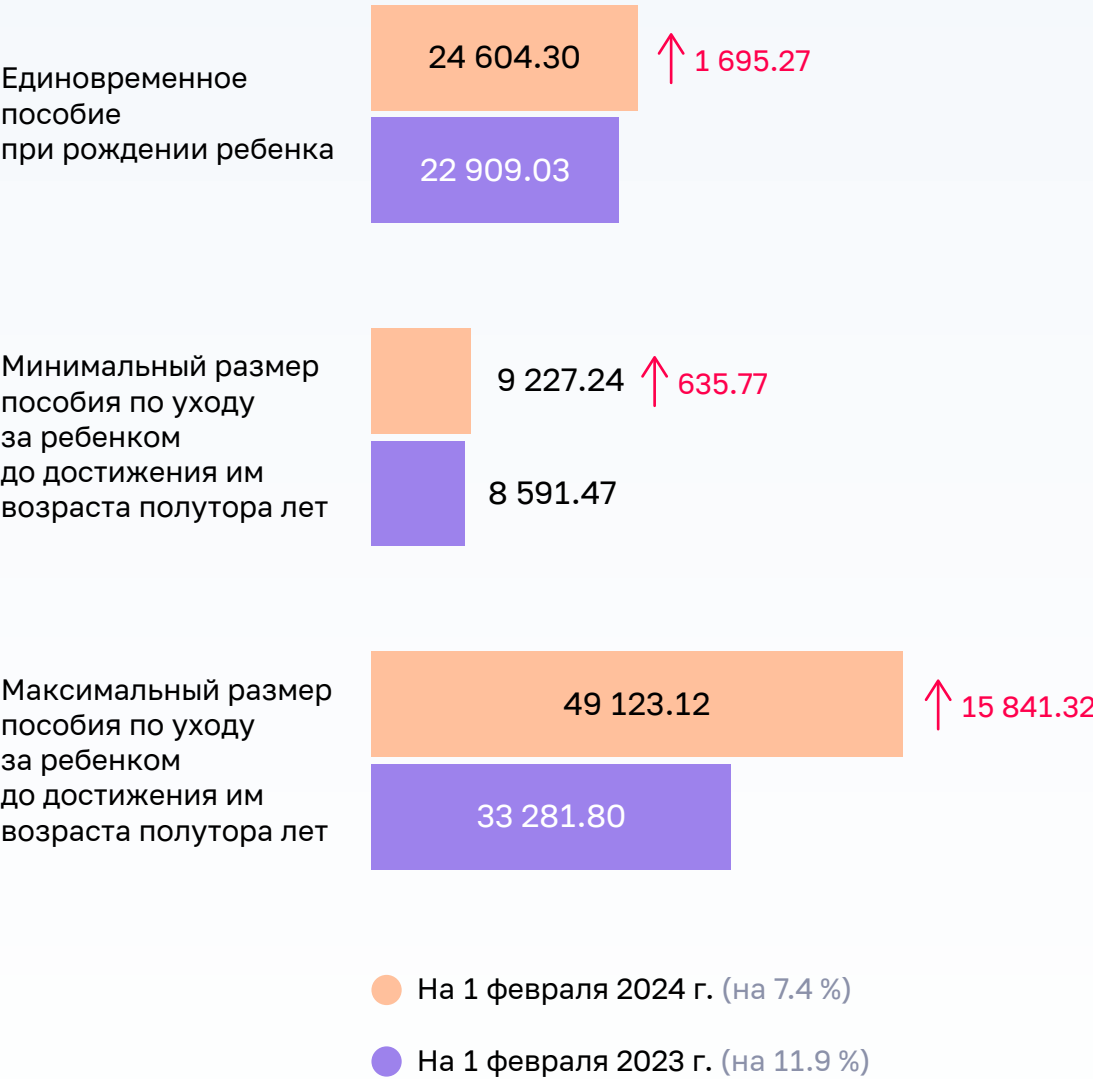 Единовременное
пособие
при рождении ребенка
24 604.30
1 695.27
22 909.03
Минимальный размер
пособия по уходу
за ребенком
до достижения им
возраста полутора лет
9 227.24
635.77
8 591.47
Максимальный размер
пособия по уходу
за ребенком
до достижения им
возраста полутора лет
49 123.12
15 841.32
33 281.80
На 1 февраля 2024 г. (на 7.4 %)
На 1 февраля 2023 г. (на 11.9 %)